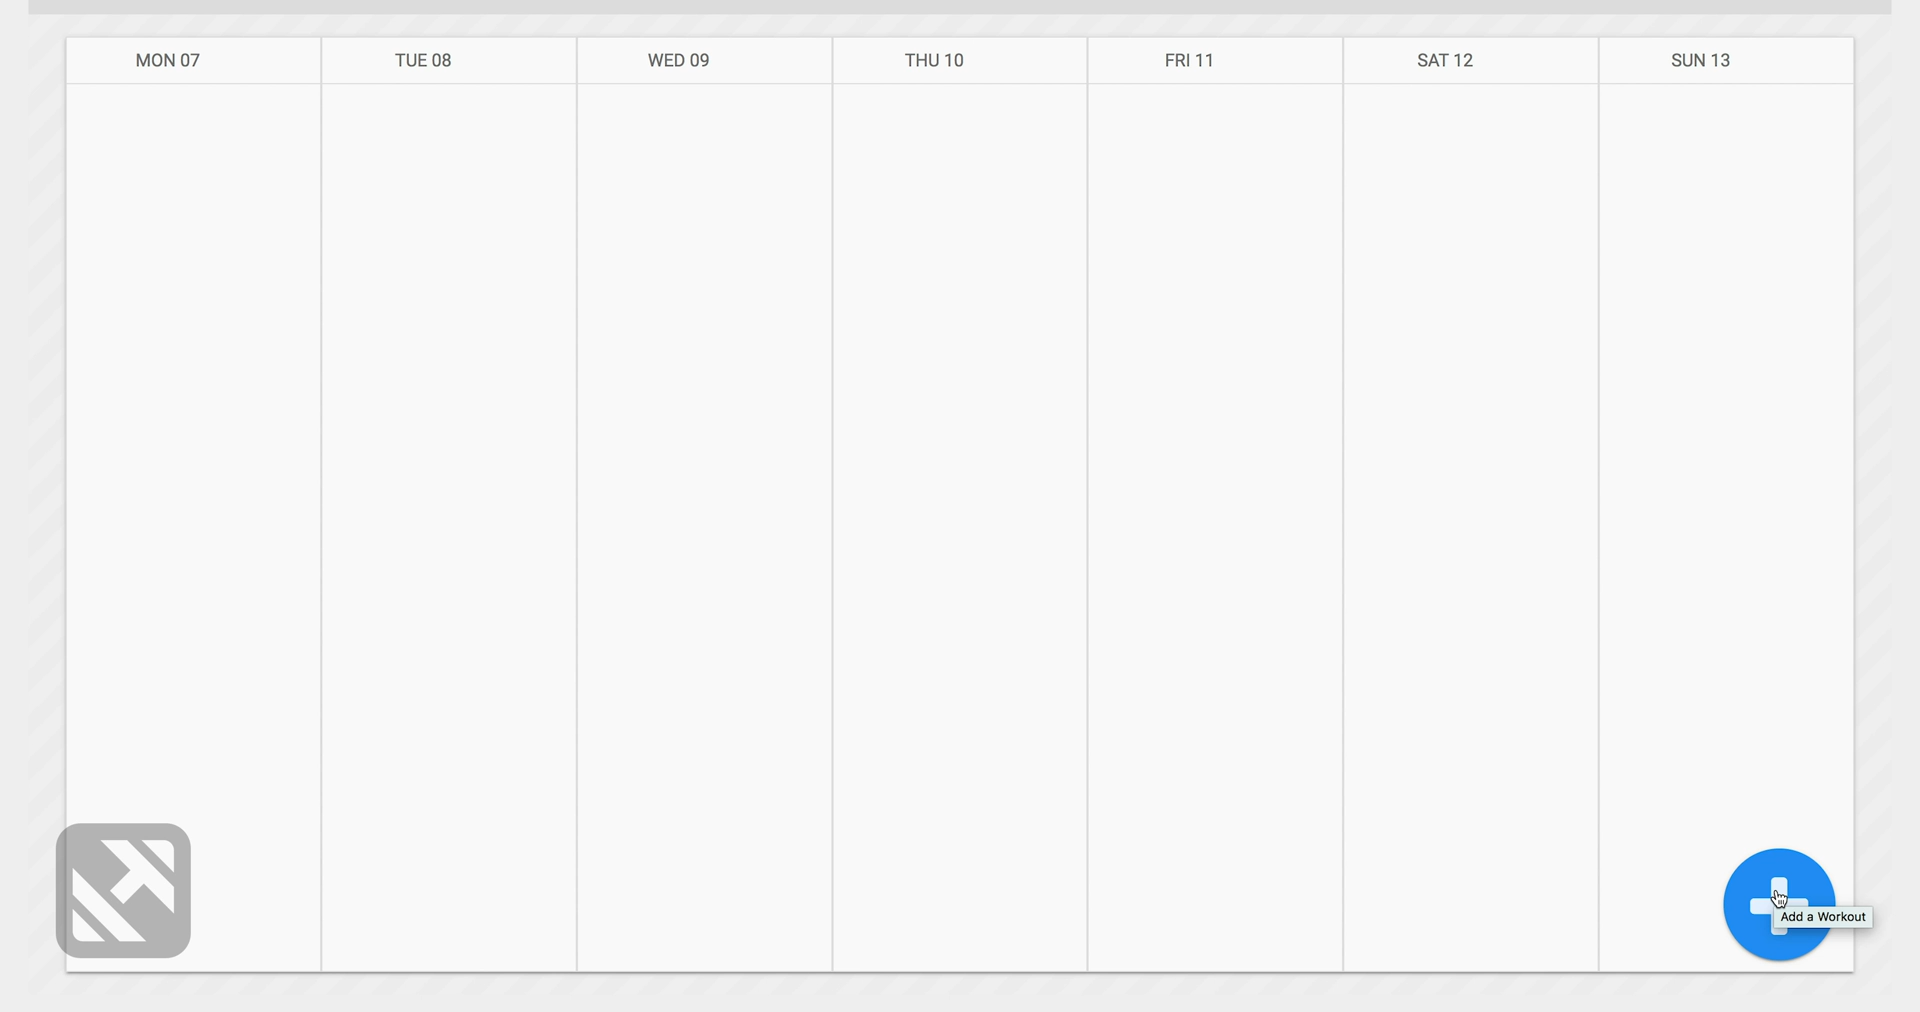 MON 07
TUE 08
WED 09
THU 10
FRI 11
SAT 12
SUN 13
Add a Workout